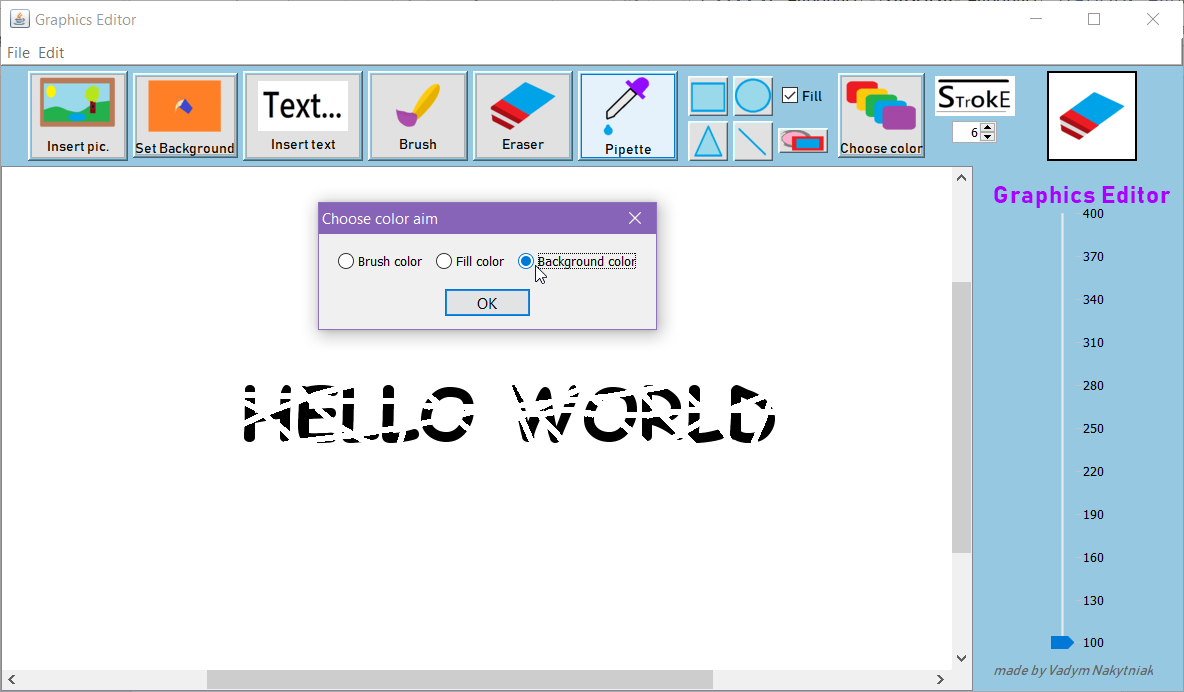 Graphics Editor
File Edit
Text...
Insert pic.
Set Background
Insert text
Brush
Eraser
Pipette
Fill
Choose color
StrokE
6
Graphics Editor
Choose color aim
Brush color
Fill color
Background color
OK
HELLO WORLD
400
370
340
310
280
250
220
190
160
130
100
made by Vadym Nakytniak